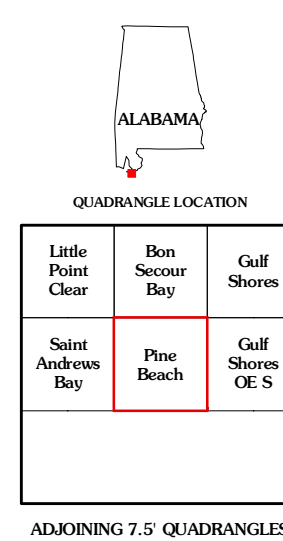 ALABAMA
QUADRANGLE LOCATION
Little
Point
Clear
Bon
Secour
Bay
Gulf
Shores
Saint
Andrews
Bay
Pine
Beach
Gulf
Shores
OE S
ADJOINING 7.5' QUADRANGLES